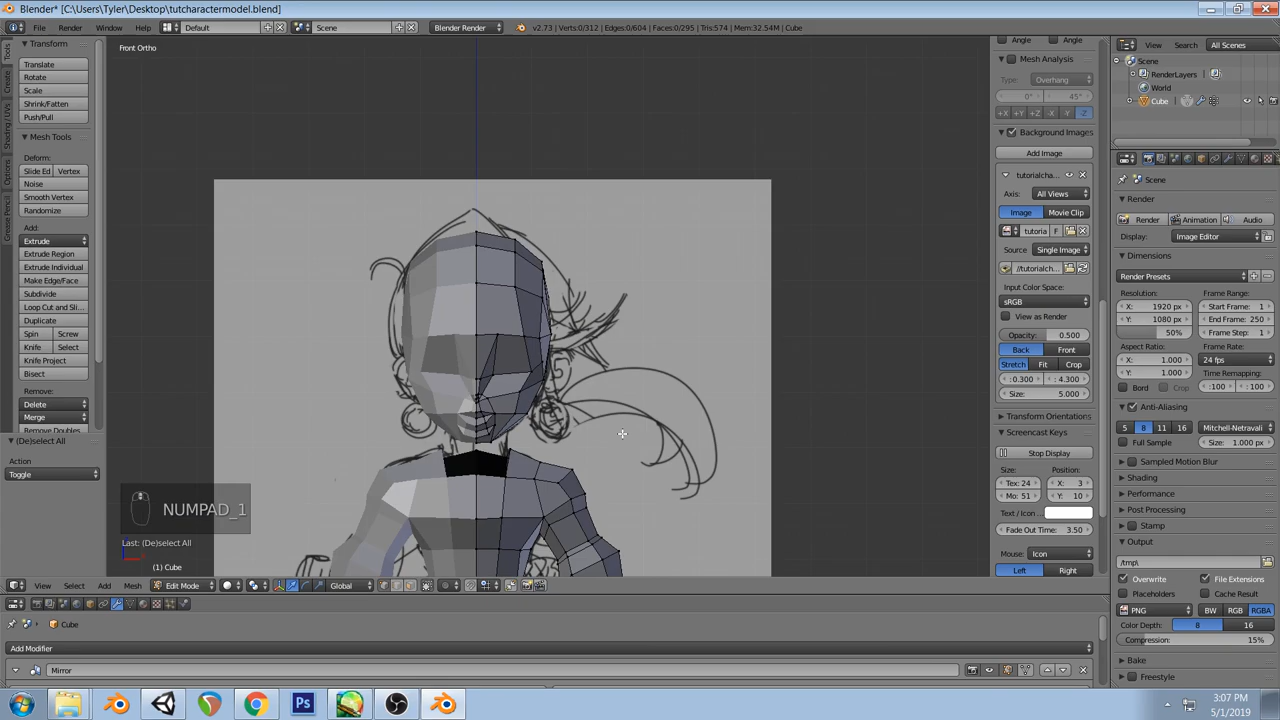 Blender* [C:\Users\Tyler\Desktop\tutcharactermodel.blend]
File Render Window Help Default Scene Blender Render v2.73 | Verts:0/312 | Edges:0/604 | Faces:0/295 | Tris:574 | Mem:32.54M | Cube
Tools
Create
Shading / UVs
Options
Grease Pencil
Transform
Translate
Rotate
Scale
Shrink/Fatten
Push/Pull
Mesh Tools
Deform:
Slide Ed Vertex
Noise
Smooth Vertex
Randomize
Add:
Extrude
Extrude Region
Extrude Individual
Make Edge/Face
Subdivide
Loop Cut and Sli...
Duplicate
Spin Screw
Knife Select
Knife Project
Bisect
Remove:
Delete
Merge
(De)select All
Action
Toggle
Front Ortho
NUMPAD_1
Last: (De)select All
(1) Cube
Angle Angle
Mesh Analysis
Type: Overhang
0° 45°
+X +Y +Z -X -Y -Z
Background Images
Add Image
tutorialcha...
Axis: All Views
Image Movie Clip
tutoria F
Source Single Image
//tutorialch...
Input Color Space:
sRGB
View as Render
Opacity: 0.500
Back Front
Stretch Fit Crop
:0.300 : 4.300
Size: 5.000
Transform Orientations
Screencast Keys
Stop Display
Size: Position:
Tex: 24 X: 3
Mo: 51 Y: 10
Text / Icon ...
Fade Out Time: 3.50
Mouse: Icon
Left Right
View Search All Scenes
Scene
RenderLayers
World
Cube
Scene
Render
Render Animation Audio
Display: Image Editor
Dimensions
Render Presets
Resolution: Frame Range:
X: 1920 px Start Frame: 1
Y: 1080 px End Frame: 250
50% Frame Step: 1
Aspect Ratio: Frame Rate:
X: 1.000 24 fps
Y: 1.000 Time Remapping:
Bord Crop :100 : 100
Anti-Aliasing
5 8 11 16 Mitchell-Netravali
Full Sample Size: 1.000 px
Sampled Motion Blur
Shading
Performance
Post Processing
Stamp
Output
/tmp\
Overwrite File Extensions
Placeholders Cache Result
PNG BW RGB RGBA
Color Depth: 8 16
Compression: 15%
Bake
Freestyle
View Select Add Mesh Edit Mode Global
Cube
Add Modifier
Mirror
Ps
3:07 PM
5/1/2019